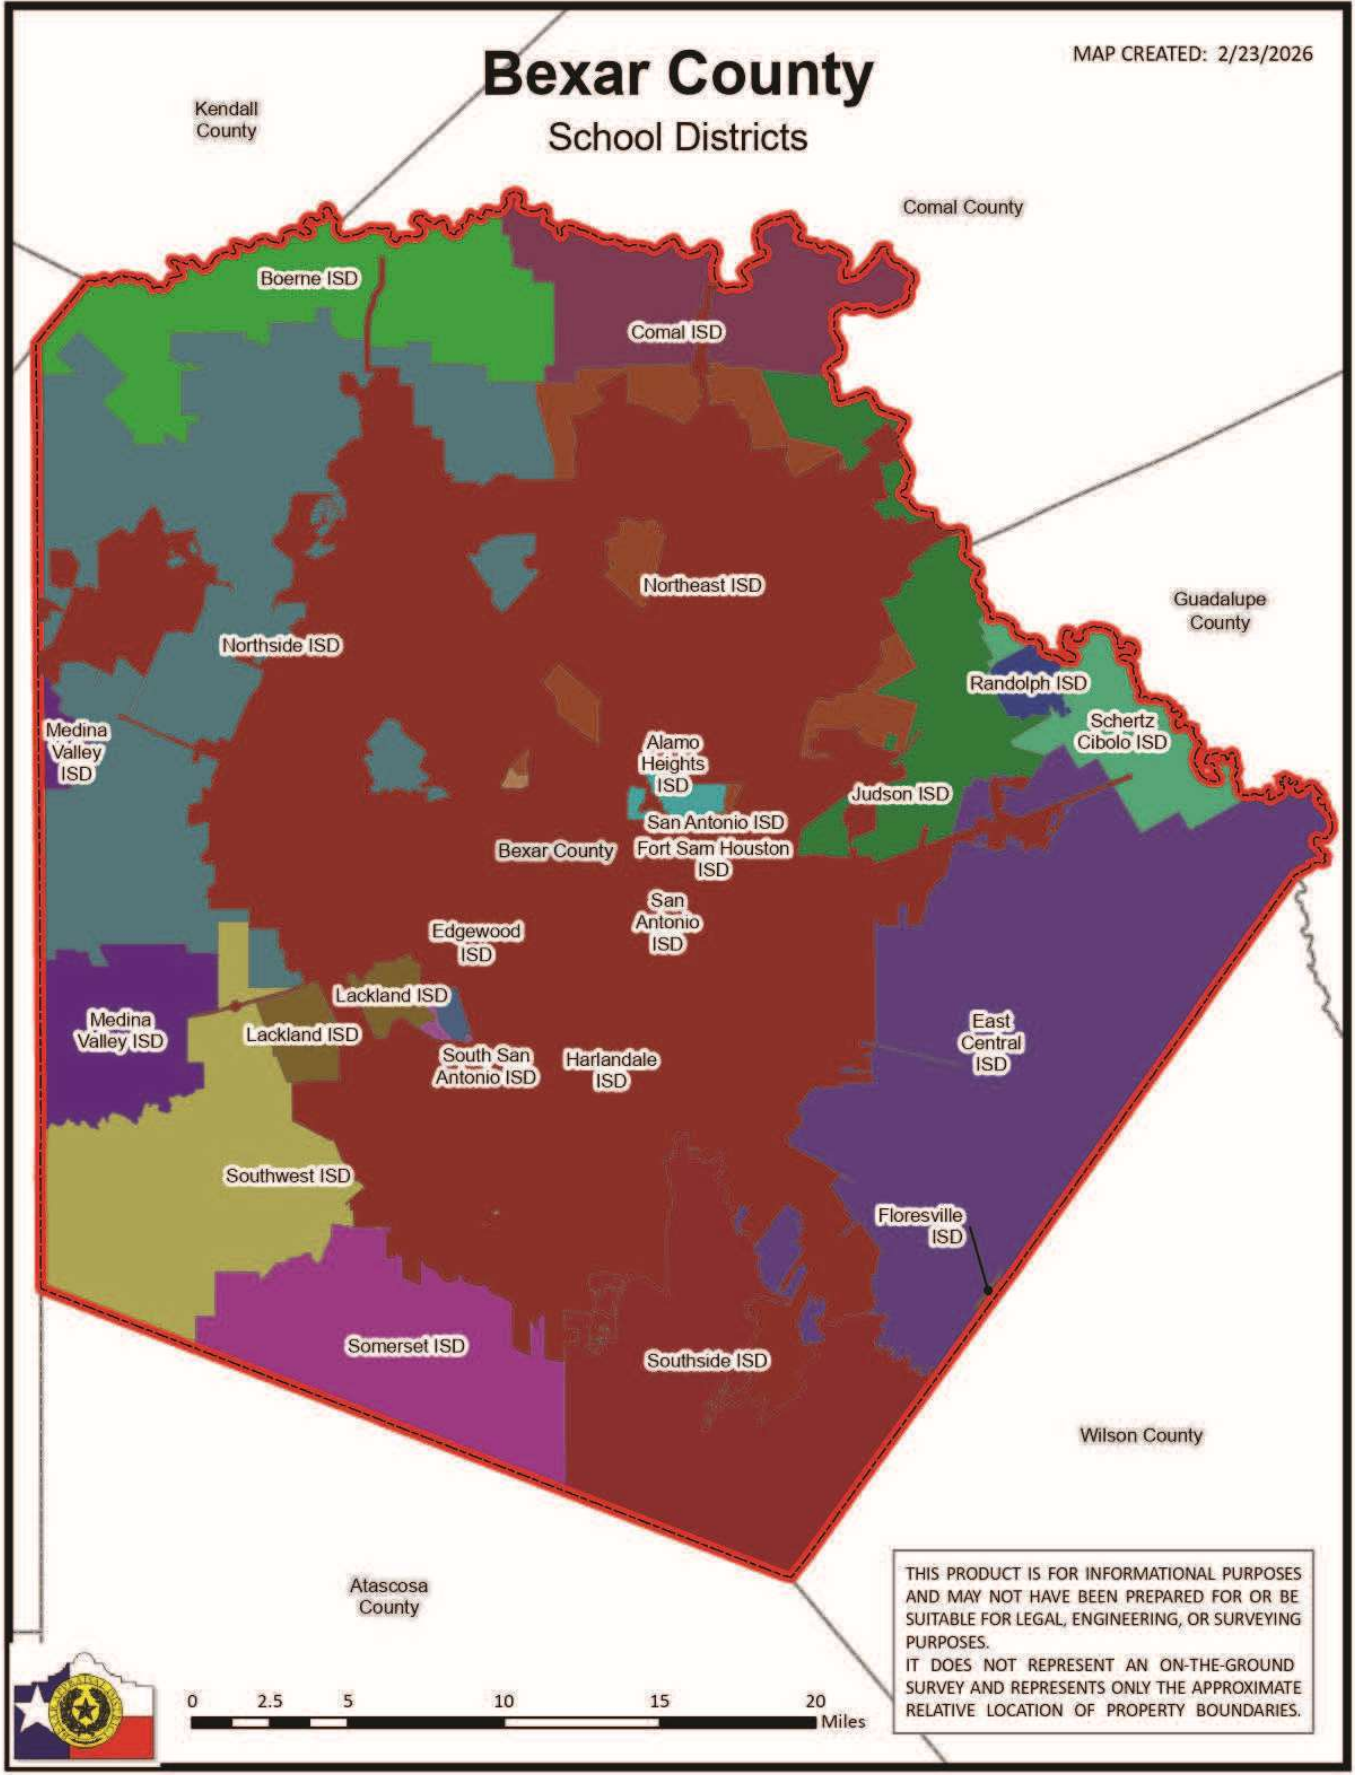 Bexar County
School Districts
MAP CREATED: 2/23/2026
Kendall
County
Comal County
Boerne ISD
Comal ISD
Northeast ISD
Guadalupe
County
Northside ISD
Randolph ISD
Schertz
Cibolo ISD
Medina
Valley
ISD
Alamo
Heights
ISD
Judson ISD
San Antonio ISD
Bexar County
Fort Sam Houston
ISD
San
Antonio
ISD
Edgewood
ISD
Lackland ISD
Medina
Valley ISD
Lackland ISD
East
Central
ISD
South San
Antonio ISD
Harlandale
ISD
Southwest ISD
Floresville
ISD
Somerset ISD
Southside ISD
Wilson County
Atascosa
County
THIS PRODUCT IS FOR INFORMATIONAL PURPOSES
AND MAY NOT HAVE BEEN PREPARED FOR OR BE
SUITABLE FOR LEGAL, ENGINEERING, OR SURVEYING
PURPOSES.
IT DOES NOT REPRESENT AN ON-THE-GROUND
SURVEY AND REPRESENTS ONLY THE APPROXIMATE
RELATIVE LOCATION OF PROPERTY BOUNDARIES.
0 2.5 5 10 15 20
Miles